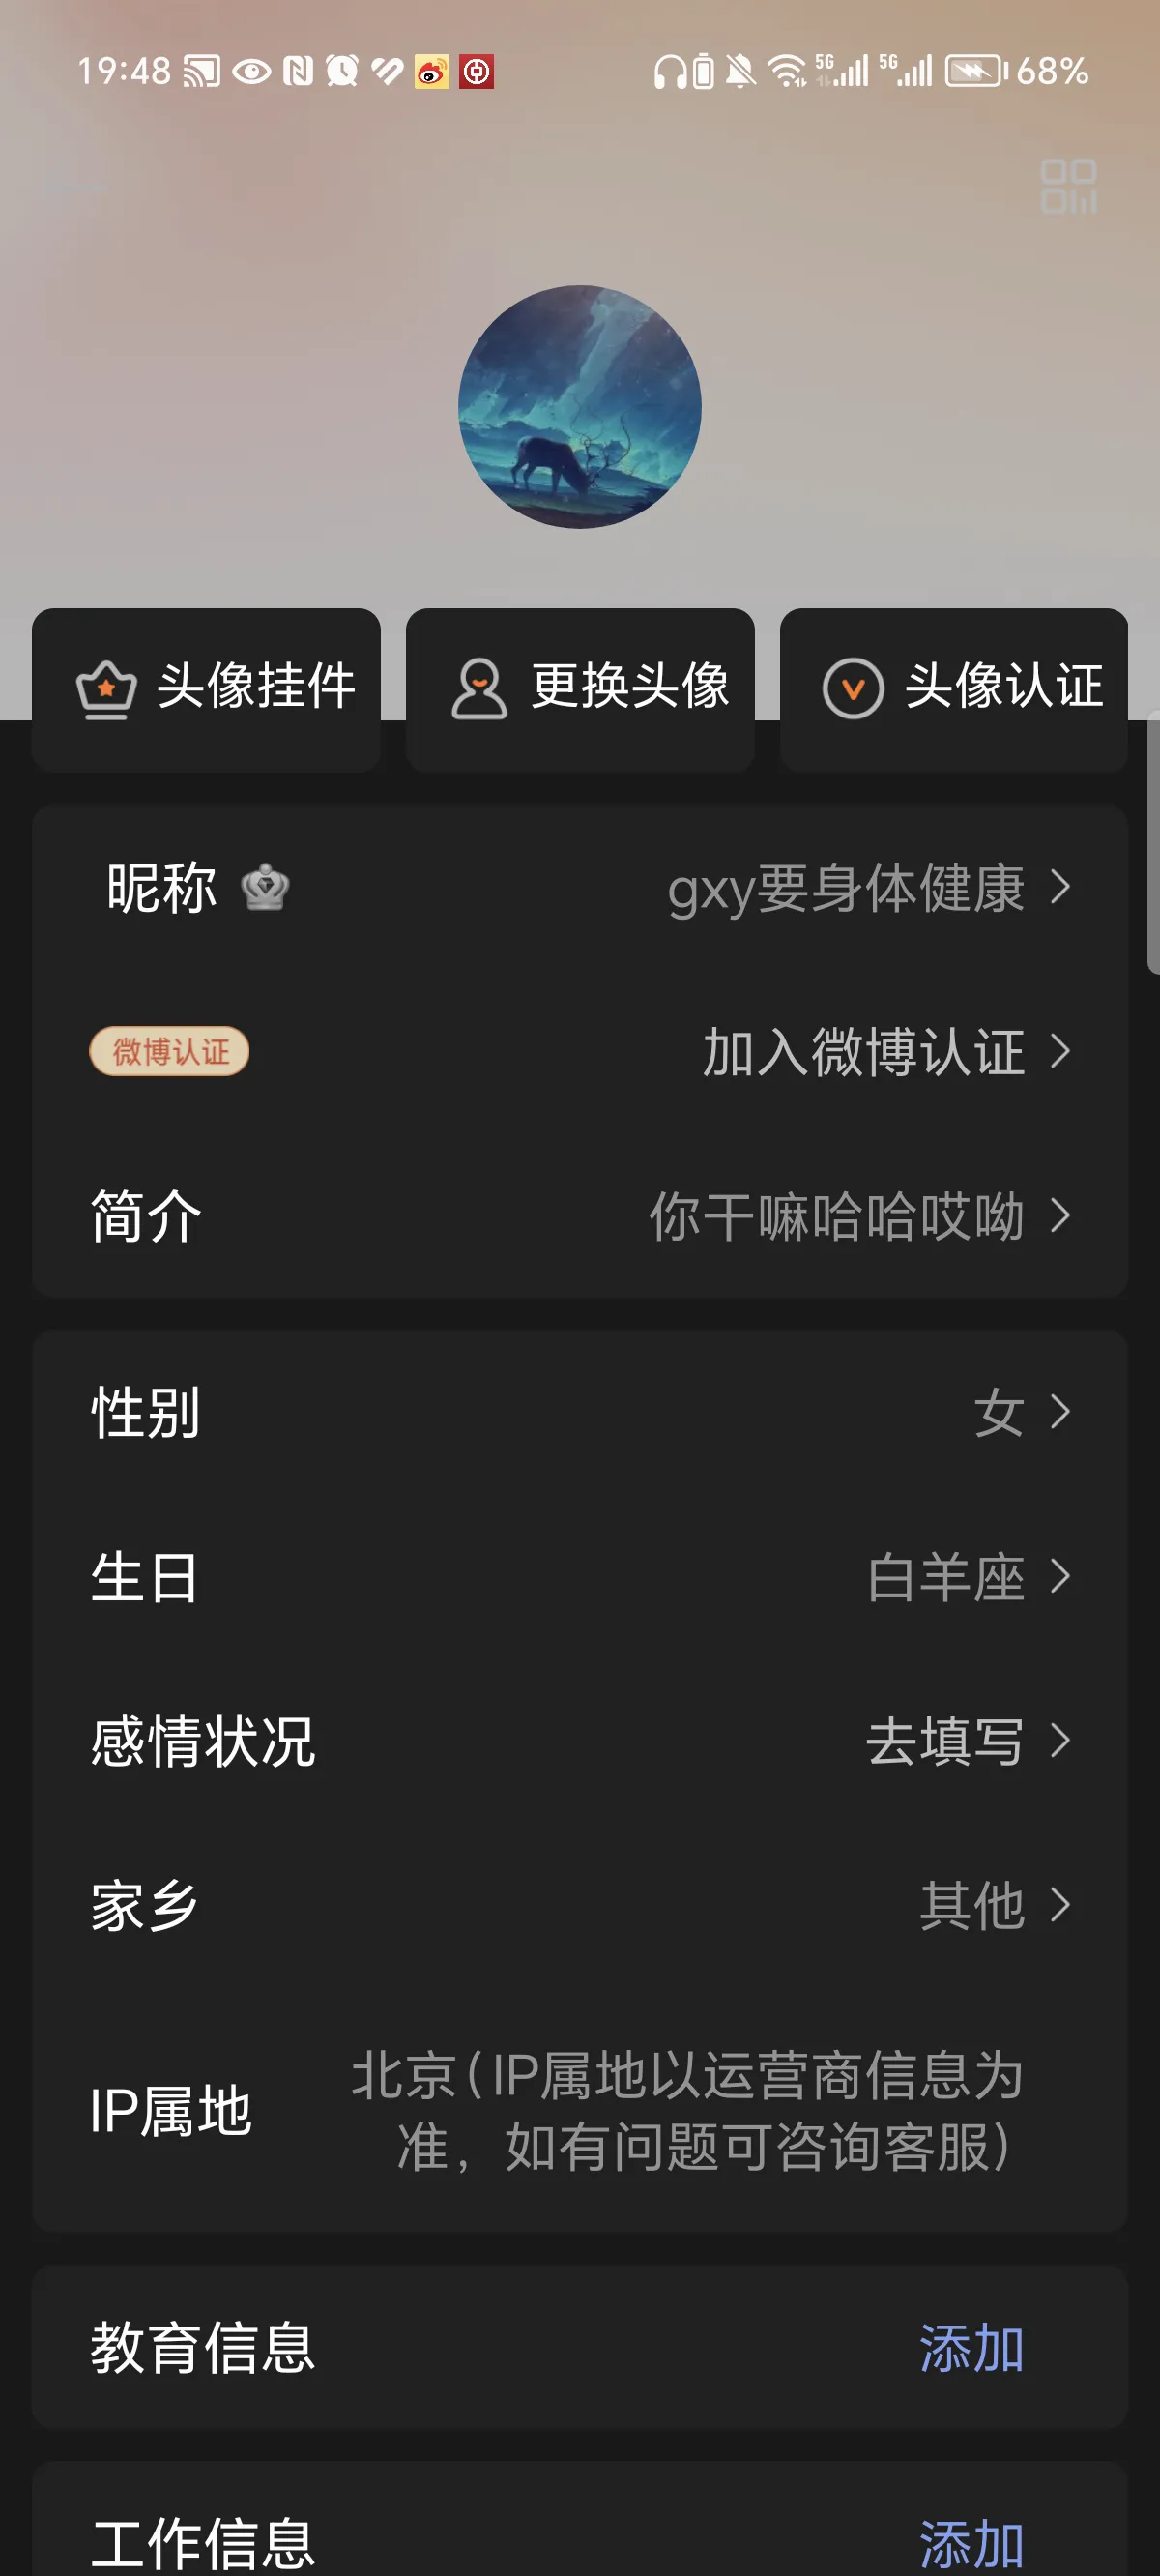 19:48 5G 5G 68%
头像挂件 更换头像 头像认证
昵称 gxy要身体健康
微博认证 加入微博认证
简介 你干嘛哈哈哎呦
性别 女
生日 白羊座
感情状况 去填写
家乡 其他
IP属地 北京(IP属地以运营商信息为
准，如有问题可咨询客服)
教育信息 添加
工作信息 添加